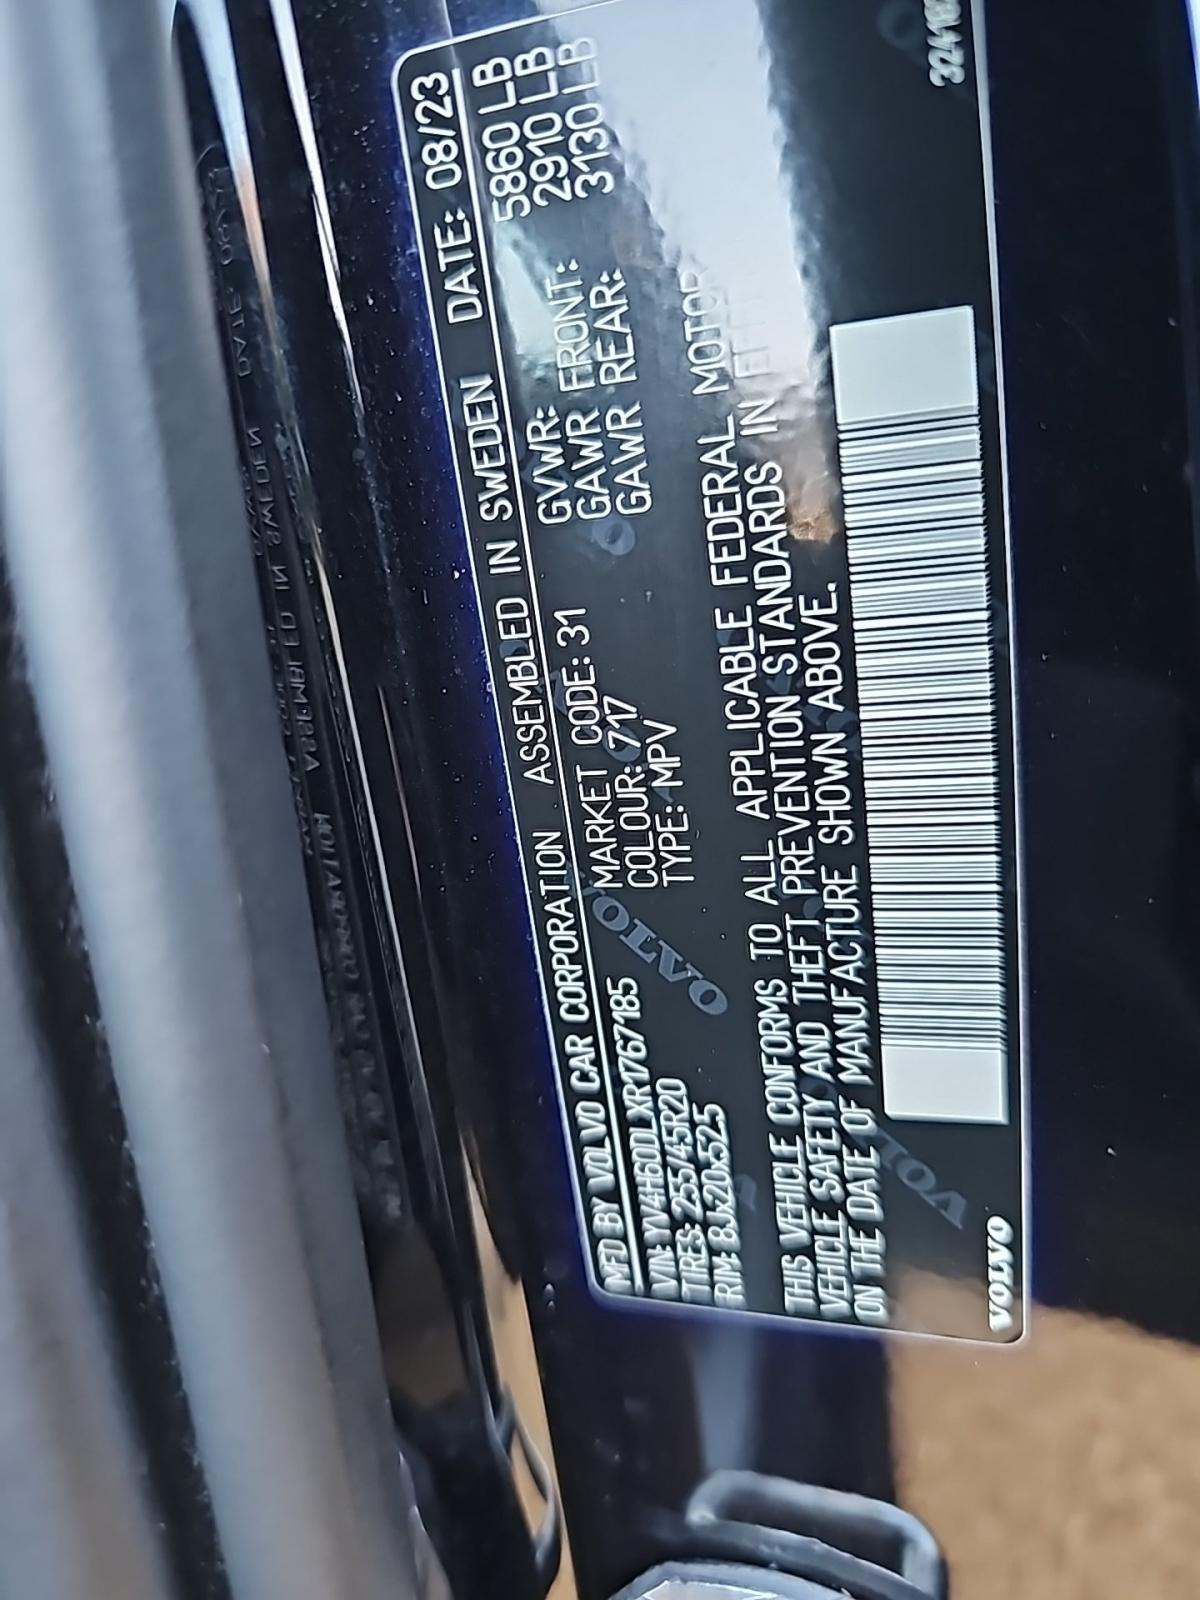 MFD BY VOLVO CAR CORPORATION ASSEMBLED IN SWEDEN DATE: 08/23
VIN: YV4H60DLXR1767185 MARKET CODE: 31 GVWR: 5860 LB
TIRES: 255/45R20 COLOUR: 717 GAWR FRONT: 2910 LB
RIM: 8Jx20x52.5 TYPE: MPV GAWR REAR: 3130 LB
THIS VEHICLE CONFORMS TO ALL APPLICABLE FEDERAL MOTOR
VEHICLE SAFETY AND THEFT PREVENTION STANDARDS IN
ON THE DATE OF MANUFACTURE SHOWN ABOVE.
VOLVO